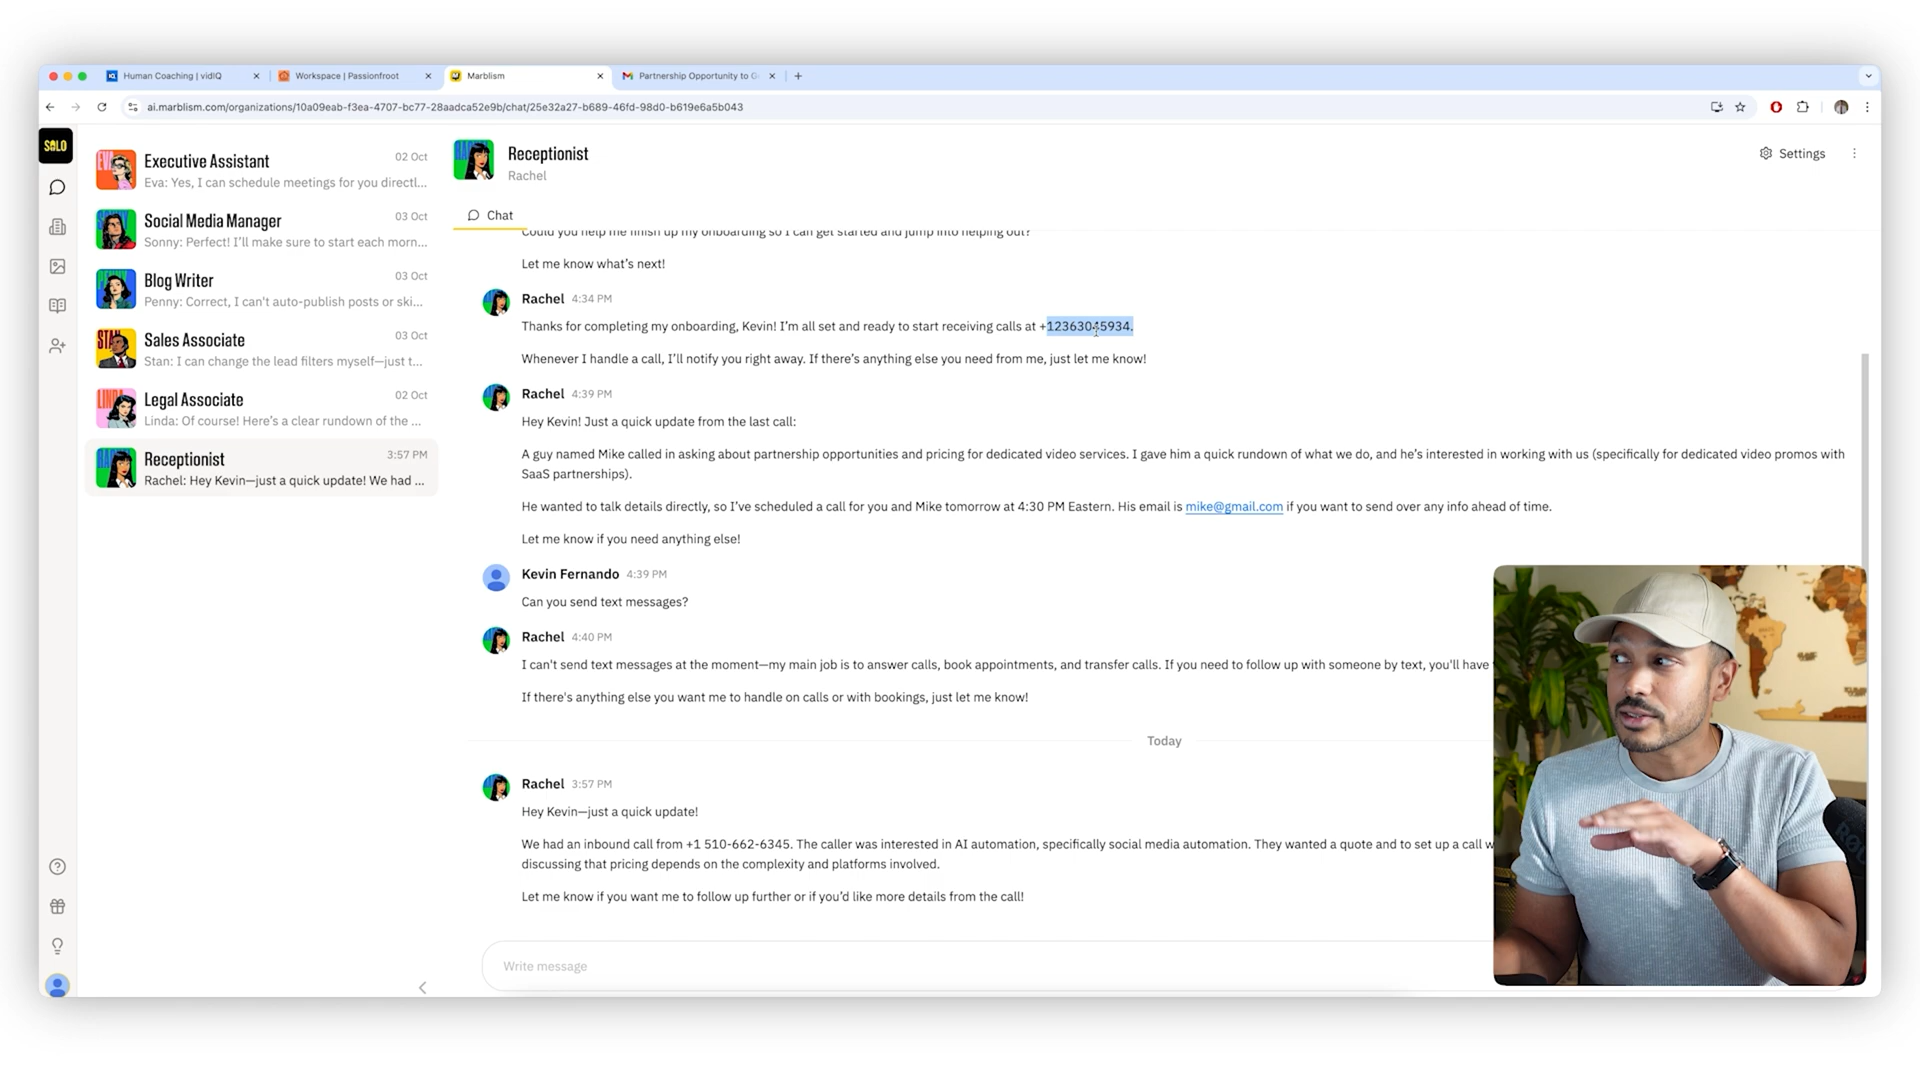 Human Coaching | vidIQ
Workspace | Passionfroot
Marblism
Partnership Opportunity to G
ai.marblism.com/organizations/10a09eab-f3ea-4707-bc77-28aadca52e9b/chat/25e32a27-b689-46fd-98d0-b619e6a5b043
SOLO
Executive Assistant
02 Oct
Eva: Yes, I can schedule meetings for you directl...
Social Media Manager
03 Oct
Sonny: Perfect! I'll make sure to start each morn...
Blog Writer
03 Oct
Penny: Correct, I can't auto-publish posts or ski...
STAN
Sales Associate
03 Oct
Stan: I can change the lead filters myself—just t...
Legal Associate
02 Oct
Linda: Of course! Here's a clear rundown of the ...
Receptionist
3:57 PM
Rachel: Hey Kevin—just a quick update! We had ...
Receptionist
Rachel
Settings
Chat
Could you help me finish up my onboarding so I can get started and jump into helping out?
Let me know what's next!
Rachel 4:34 PM
Thanks for completing my onboarding, Kevin! I'm all set and ready to start receiving calls at +12363045934.
Whenever I handle a call, I'll notify you right away. If there's anything else you need from me, just let me know!
Rachel 4:39 PM
Hey Kevin! Just a quick update from the last call:
A guy named Mike called in asking about partnership opportunities and pricing for dedicated video services. I gave him a quick rundown of what we do, and he's interested in working with us (specifically for dedicated video promos with
SaaS partnerships).
He wanted to talk details directly, so I've scheduled a call for you and Mike tomorrow at 4:30 PM Eastern. His email is mike@gmail.com if you want to send over any info ahead of time.
Let me know if you need anything else!
Kevin Fernando 4:39 PM
Can you send text messages?
Rachel 4:40 PM
I can't send text messages at the moment—my main job is to answer calls, book appointments, and transfer calls. If you need to follow up with someone by text, you'll have
If there's anything else you want me to handle on calls or with bookings, just let me know!
Today
Rachel 3:57 PM
Hey Kevin—just a quick update!
We had an inbound call from +1 510-662-6345. The caller was interested in AI automation, specifically social media automation. They wanted a quote and to set up a call w
discussing that pricing depends on the complexity and platforms involved.
Let me know if you want me to follow up further or if you'd like more details from the call!
Write message